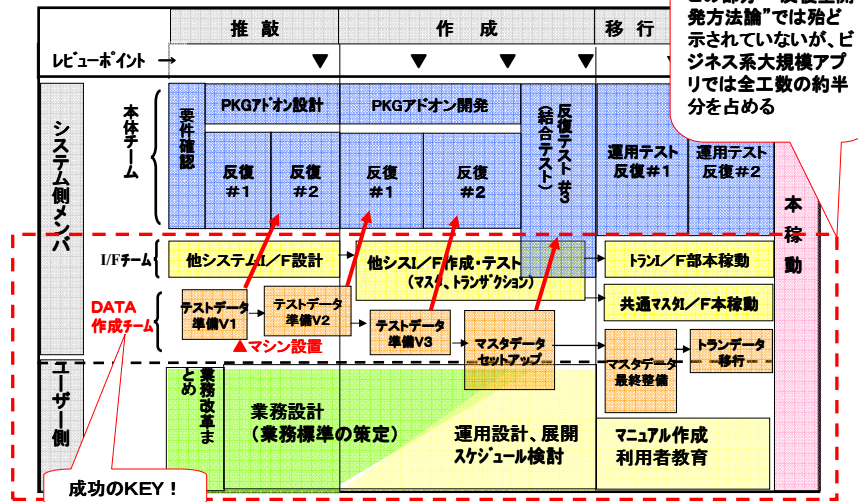 推 敲
作 成
移 行
この部分"反復型開
発方法論"では殆ど
示されていないが、ビ
ジネス系大規模アプ
リでは全工数の約半
分を占める
レビューポイント →
システム側メンバ
本体チーム
要件確認
PKGアドオン設計
PKGアドオン開発
反復テスト#3
(結合テスト)
反復
#1
反復
#2
反復
#1
反復
#2
運用テスト
反復#1
運用テスト
反復#2
本稼動
I/Fチーム
他システムI/F設計
他シスI/F作成・テスト
(マスタ、トランザクション)
トランI/F部本稼動
共通マスタI/F本稼動
DATA
作成チーム
テストデータ
準備V1
テストデータ
準備V2
テストデータ
準備V3
マスタデータ
セットアップ
マスタデータ
最終整備
トランデータ
移行
▲マシン設置
ユーザー側
業務改革ま
とめ
業務設計
(業務標準の策定)
運用設計、展開
スケジュール検討
マニュアル作成
利用者教育
成功のKEY!